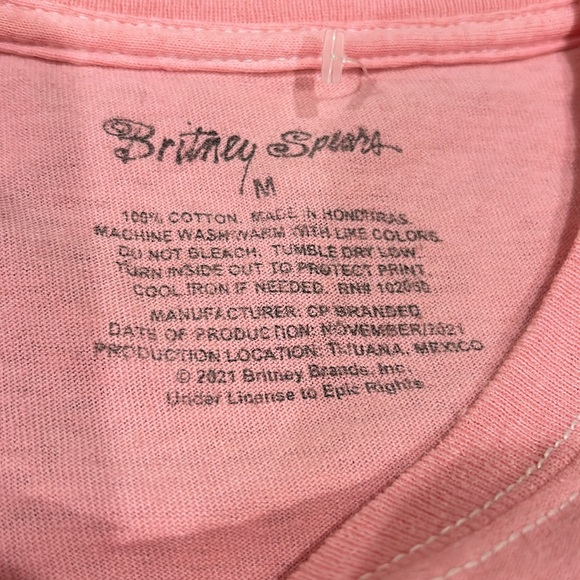 Britney Spears
M
100% COTTON. MADE IN HONDURAS.
MACHINE WASH WARM WITH LIKE COLORS.
DO NOT BLEACH. TUMBLE DRY LOW.
TURN INSIDE OUT TO PROTECT PRINT.
COOL IRON IF NEEDED. RN#
MANUFACTURER: CP BRANDED
DATE OF PRODUCTION: NOVEMBER/2021
PRODUCTION LOCATION: TIJUANA, MEXICO
© 2021 Britney Brands, Inc.
Under License to Epic Rights